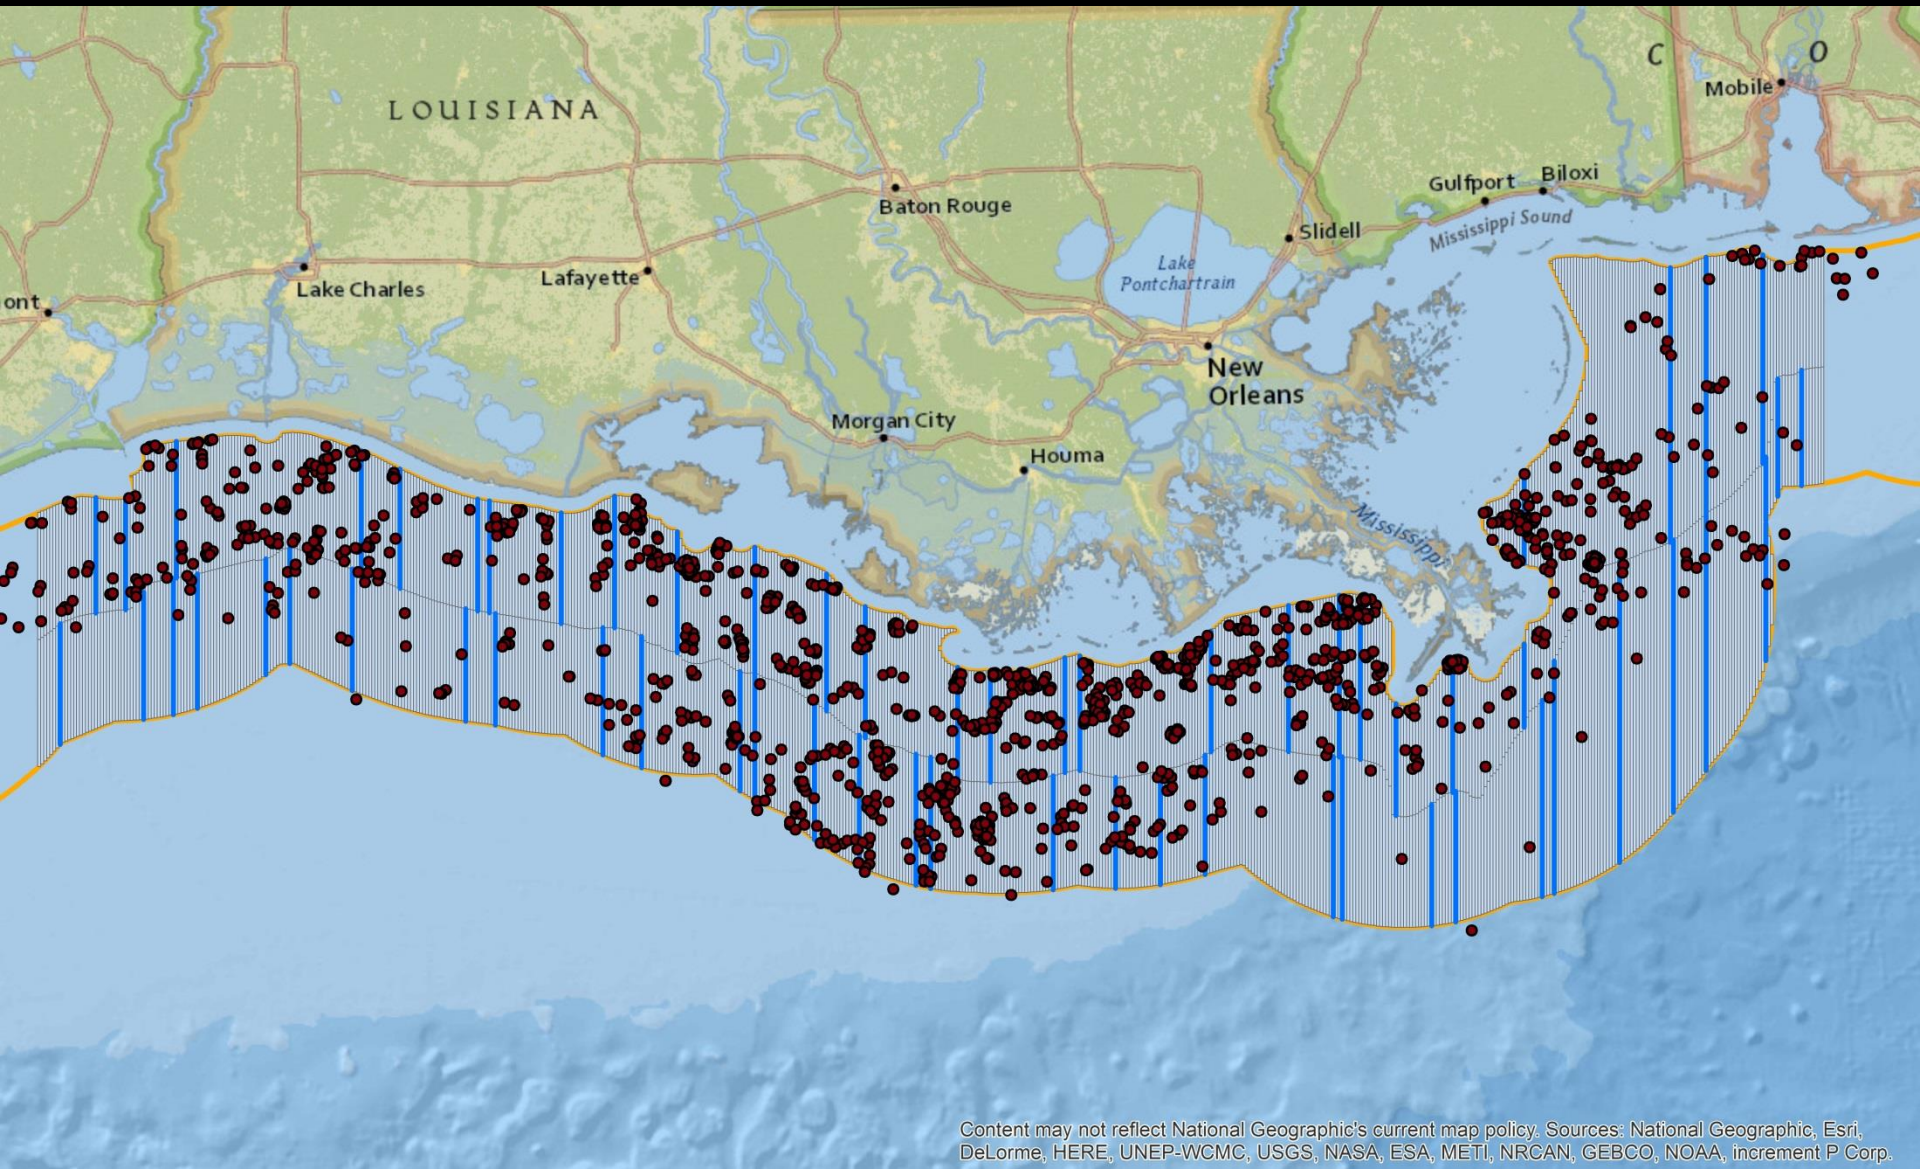 C O
Mobile
LOUISIANA
Biloxi
Gulfport
Baton Rouge
Mississippi Sound
Slidell
Lake
Pontchartrain
Lafayette
Lake Charles
ont
New
Orleans
Morgan City
Houma
Mississippi
Content may not reflect National Geographic's current map policy. Sources: National Geographic, Esri,
DeLorme, HERE, UNEP-WCMC, USGS, NASA, ESA, METI, NRCAN, GEBCO, NOAA, increment P Corp.